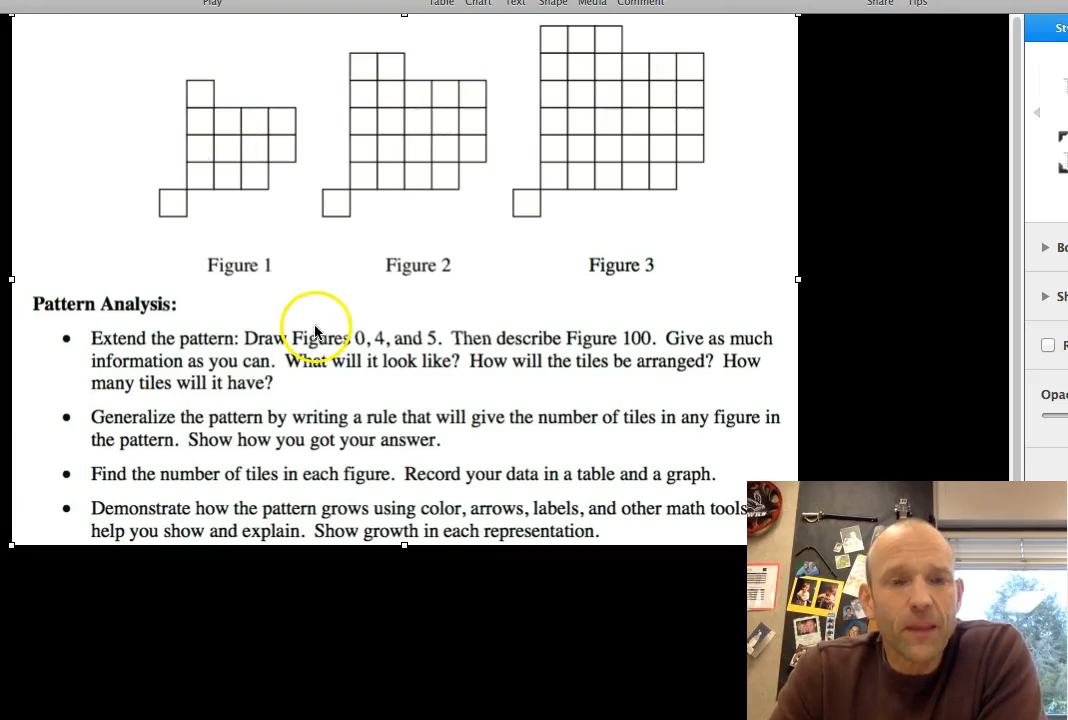 Play Table Chart Text Shape Media Comment Share Tips
Figure 1 Figure 2 Figure 3
Pattern Analysis:
• Extend the pattern: Draw Figures 0, 4, and 5. Then describe Figure 100. Give as much
information as you can. What will it look like? How will the tiles be arranged? How
many tiles will it have?
• Generalize the pattern by writing a rule that will give the number of tiles in any figure in
the pattern. Show how you got your answer.
• Find the number of tiles in each figure. Record your data in a table and a graph.
• Demonstrate how the pattern grows using color, arrows, labels, and other math tools
help you show and explain. Show growth in each representation.